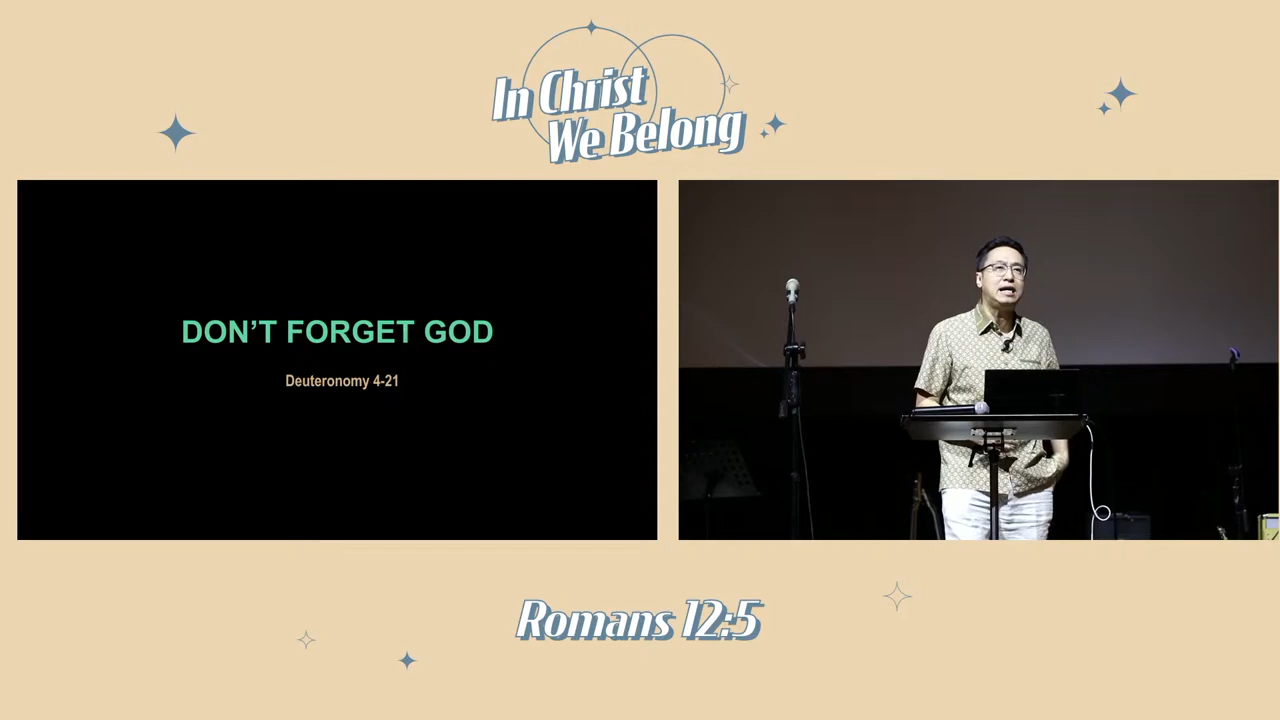 In Christ
We Belong
DON'T FORGET GOD
Deuteronomy 4-21
Romans 12:5